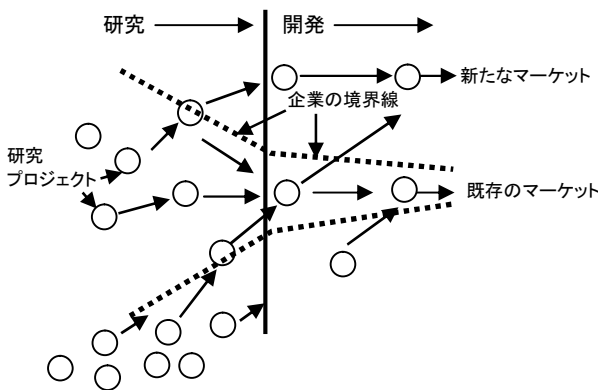 研究
開発
新たなマーケット
企業の境界線
研究
プロジェクト
既存のマーケット